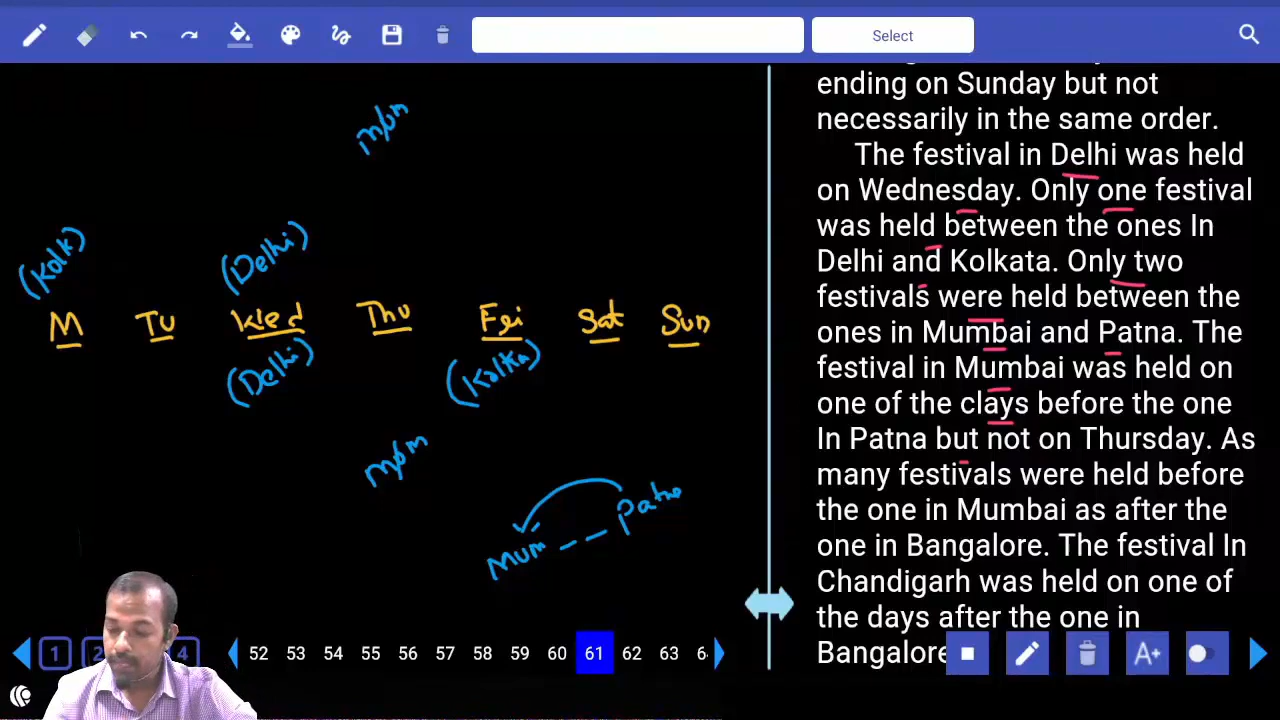 Select
ending on Sunday but not
necessarily in the same order.
The festival in Delhi was held
on Wednesday. Only one festival
was held between the ones In
Delhi and Kolkata. Only two
festivals were held between the
ones in Mumbai and Patna. The
festival in Mumbai was held on
one of the clays before the one
In Patna but not on Thursday. As
many festivals were held before
the one in Mumbai as after the
one in Bangalore. The festival In
Chandigarh was held on one of
the days after the one in
Bangalore
(Kolk)
(Delhi)
M Tu Wed Thu Fri Sat Sun
(Delhi)
(Kolka)
Mum _ _ Patna
1 2 4
52 53 54 55 56 57 58 59 60 61 62 63
A+